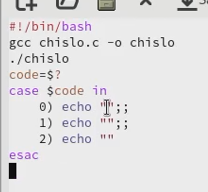 #!/bin/bash
gcc chislo.c -o chislo
./chislo
code=$?
case $code in
    0) echo "";;
    1) echo "";;
    2) echo ""
esac